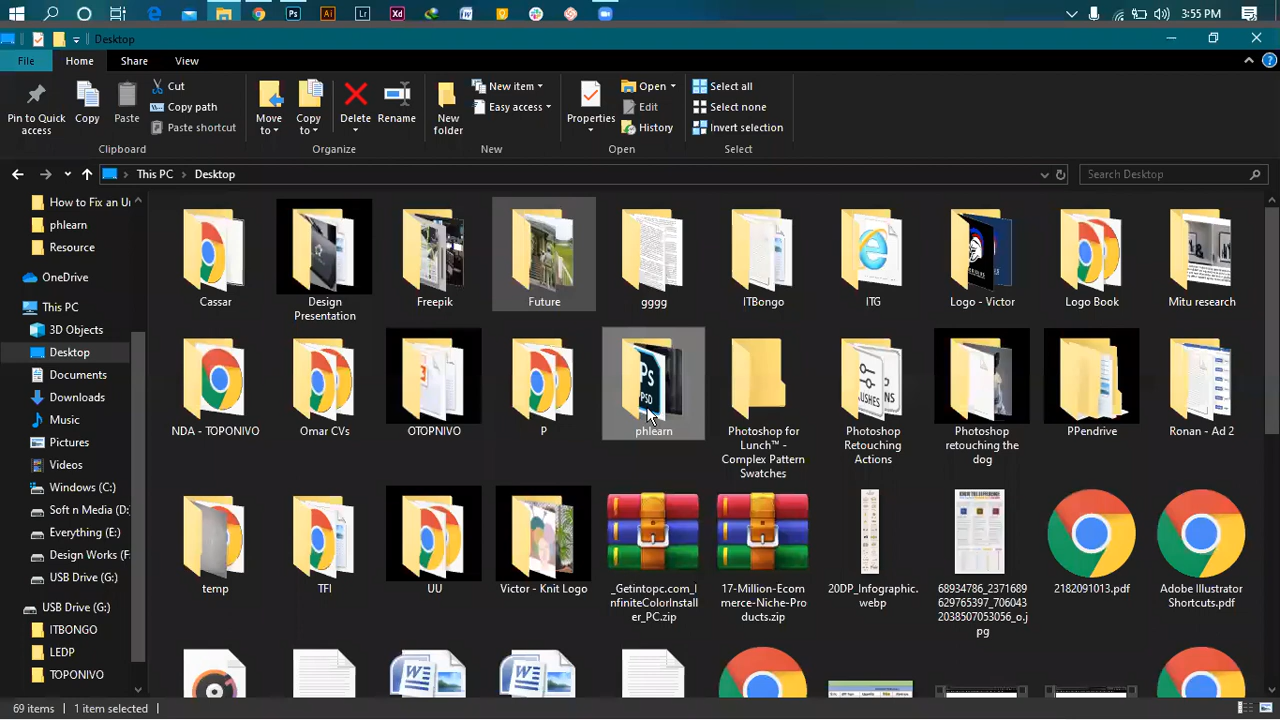 3:55 PM
Desktop
File
Home
Share
View
Pin to Quick access
Copy
Paste
Cut
Copy path
Paste shortcut
Clipboard
Move to
Copy to
Delete
Rename
Organize
New folder
New item
Easy access
New
Properties
Open
Edit
History
Open
Select all
Select none
Invert selection
Select
This PC
Desktop
Search Desktop
How to Fix an Un
phlearn
Resource
OneDrive
This PC
3D Objects
Desktop
Documents
Downloads
Music
Pictures
Videos
Windows (C:)
Soft n Media (D:
Everything (E:)
Design Works (F
USB Drive (G:)
USB Drive (G:)
ITBONGO
LEDP
TOPONIVO
Cassar
Design
Presentation
Freepik
Future
gggg
ITBongo
ITG
Logo - Victor
Logo Book
Mitu research
NDA - TOPONIVO
Omar CVs
OTOPNIVO
P
phlearn
Photoshop for
Lunch™ -
Complex Pattern
Swatches
Photoshop
Retouching
Actions
Photoshop
retouching the
dog
PPendrive
Ronan - Ad 2
temp
TFI
UU
Victor - Knit Logo
_Getintopc.com_I
nfiniteColorInstall
er_PC.zip
17-Million-Ecom
merce-Niche-Pro
ducts.zip
20DP_Infographic.
webp
68934786_2371689
629765397_706043
2038507053056_o.j
pg
2182091013.pdf
Adobe Illustrator
Shortcuts.pdf
69 items
1 item selected